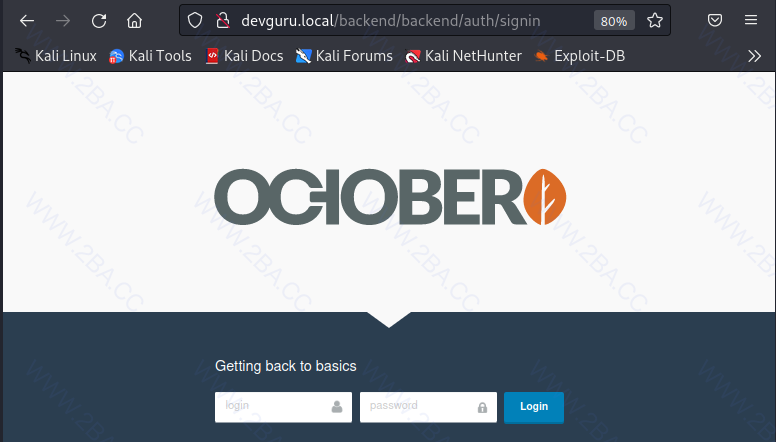 devguru.local/backend/backend/auth/signin 80%
Kali Linux Kali Tools Kali Docs Kali Forums Kali NetHunter Exploit-DB
WWW.2BA.CC
OCTOBER
Getting back to basics
login password Login